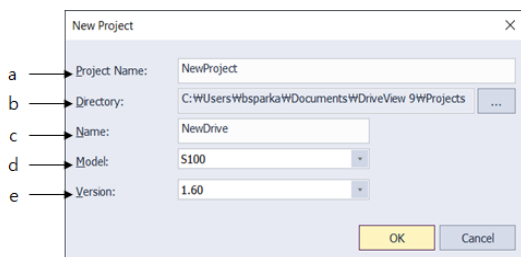 New Project
a Project Name: NewProject
b Directory: C:₩Users₩bsparka₩Documents₩DriveView 9₩Projects ...
c Name: NewDrive
d Model: S100
e Version: 1.60
OK Cancel